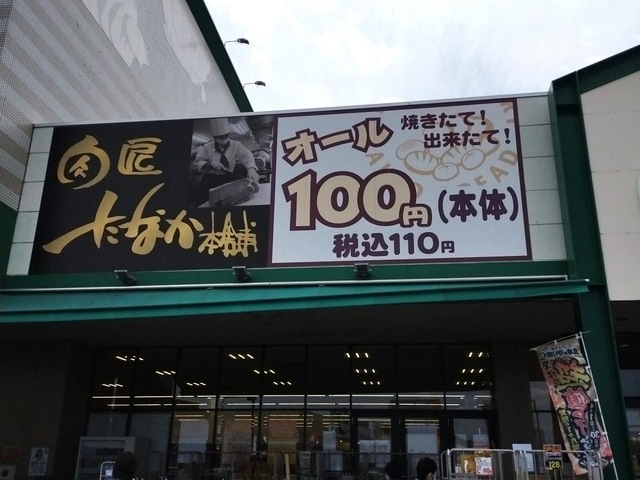 肉匠
たなか本舗
オール
焼きたて!
出来たて!
100円(本体)
税込110円